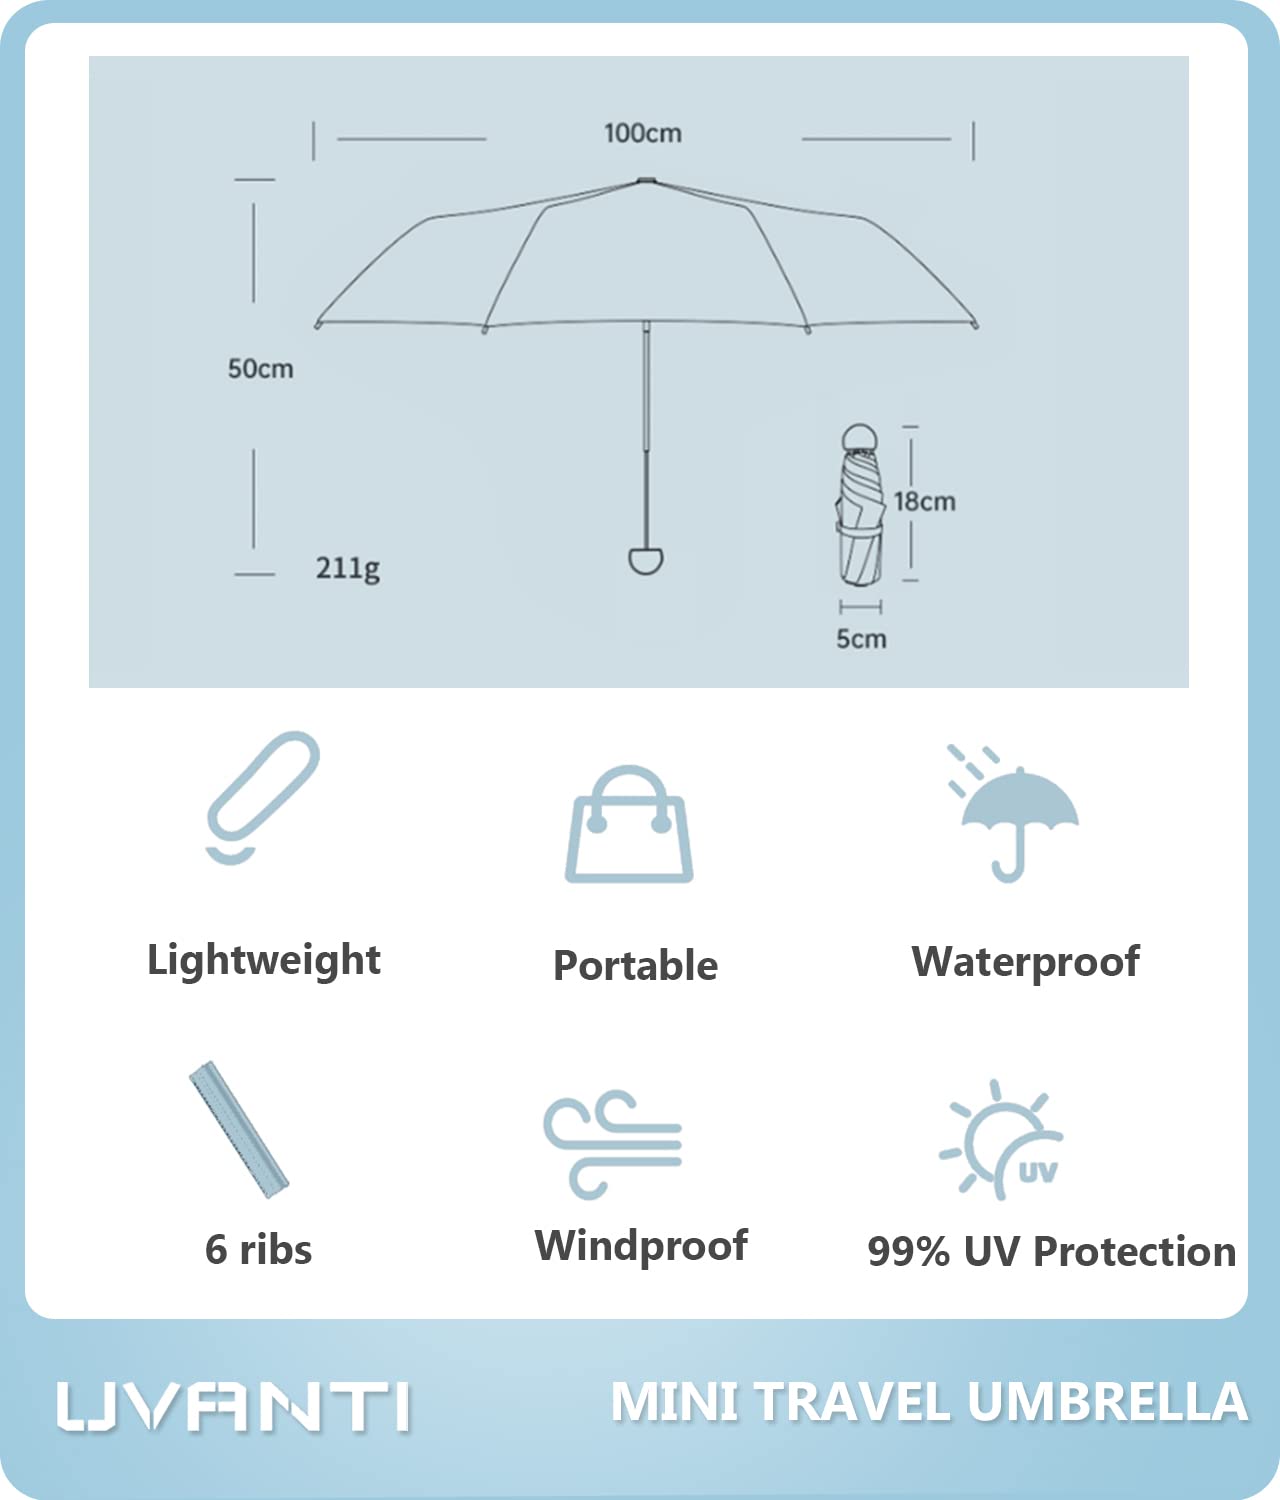 100cm
50cm
18cm
211g
5cm
Lightweight
Portable
Waterproof
UV
6 ribs
Windproof
99% UV Protection
UVANTI
MINI TRAVEL UMBRELLA